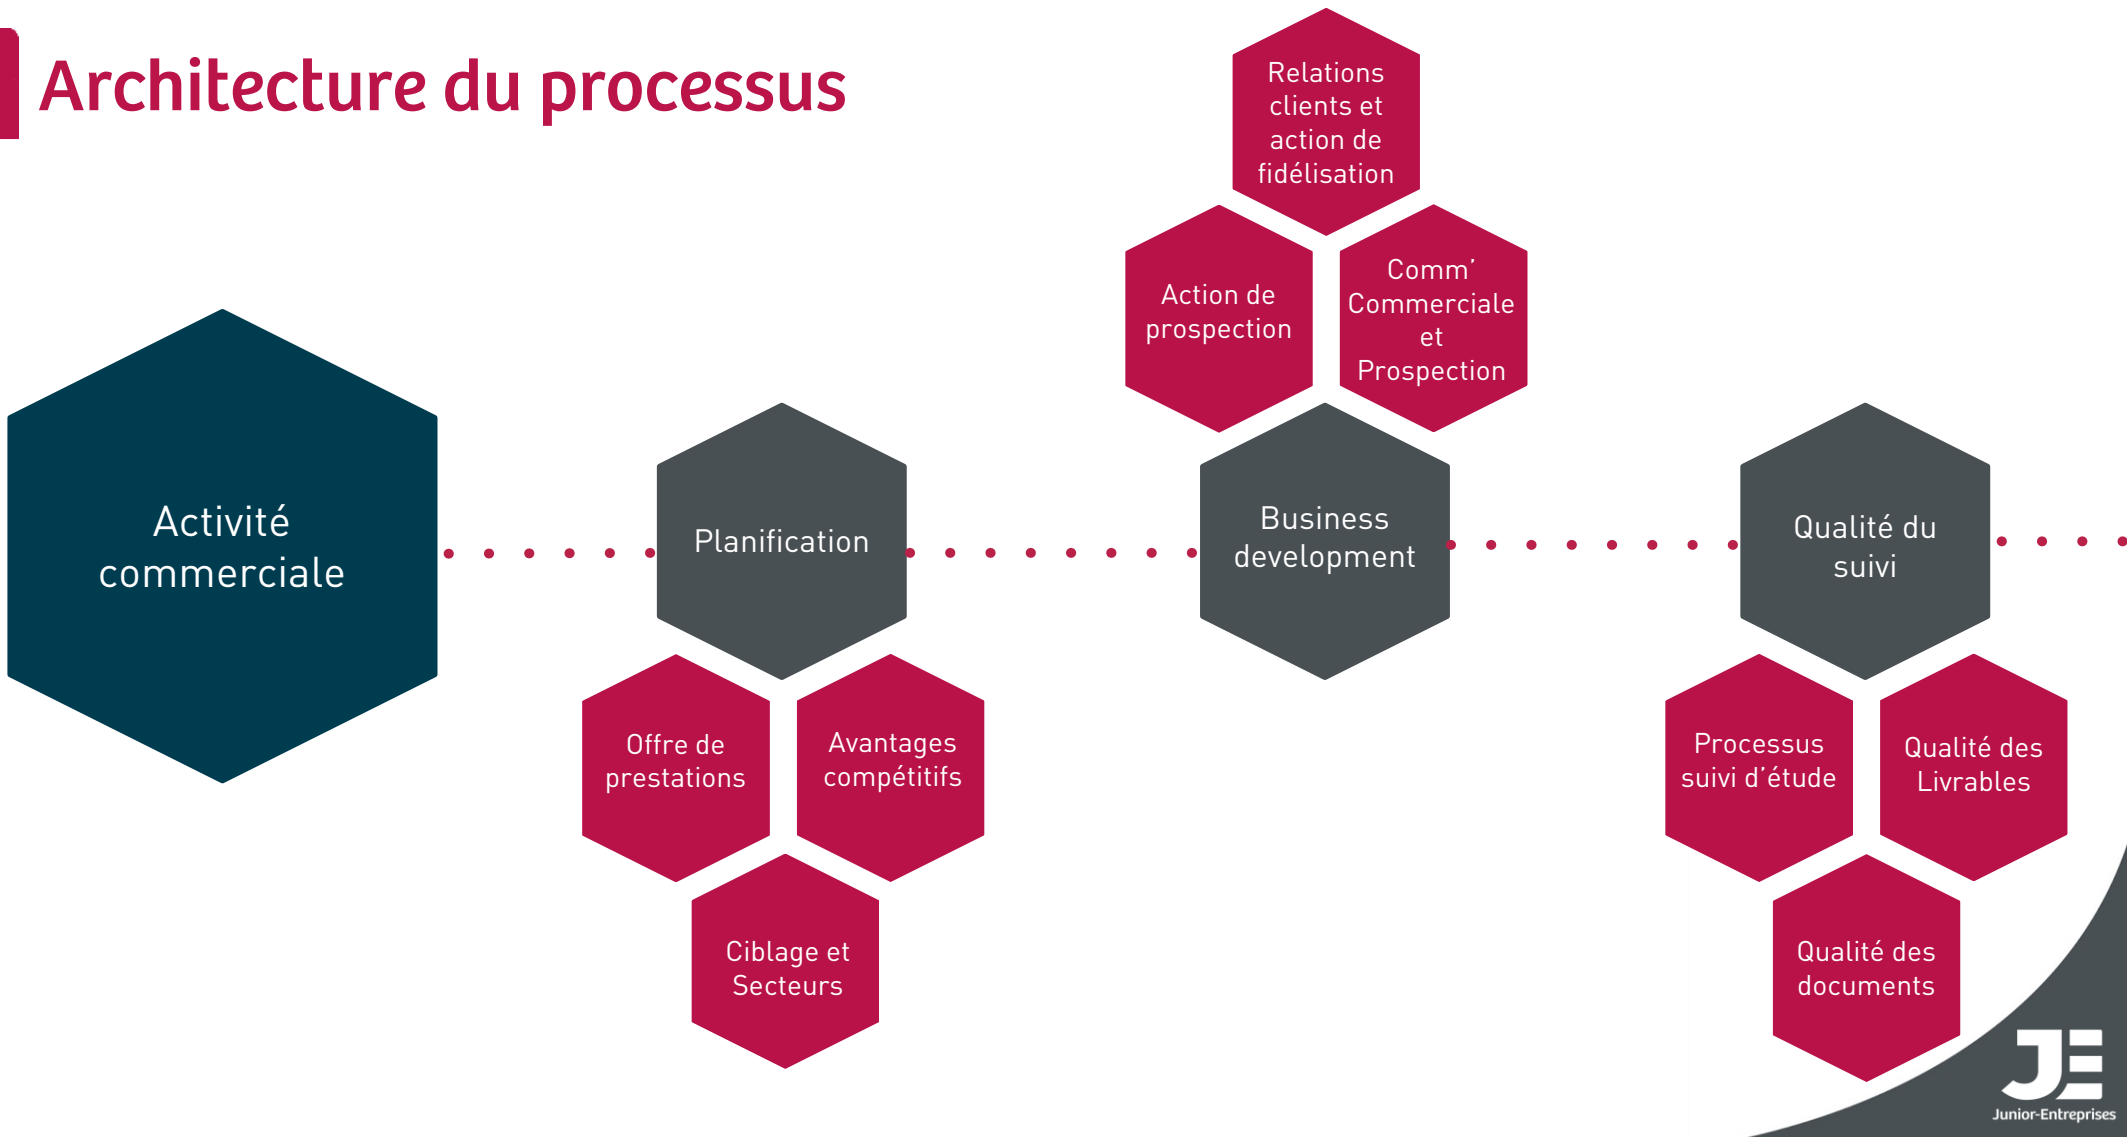 Architecture du processus
Relations
clients et
action de
fidélisation
Action de
prospection
Comm’
Commerciale
et
Prospection
Activité
commerciale
Planification
Business
development
Qualité du
suivi
Offre de
prestations
Avantages
compétitifs
Ciblage et
Secteurs
Processus
suivi d’étude
Qualité des
Livrables
Qualité des
documents
JE
Junior-Entreprises